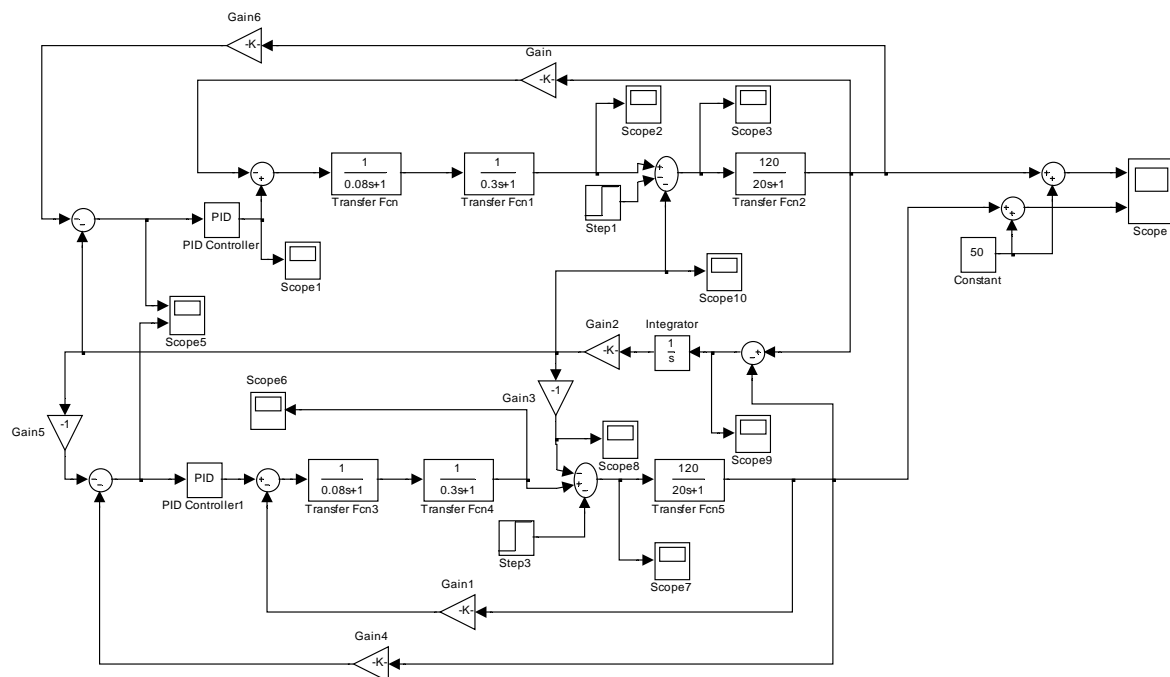 Gain6
-K-
Gain
-K-
Scope2
Scope3
1
0.08s+1
Transfer Fcn
1
0.3s+1
Transfer Fcn1
120
20s+1
Transfer Fcn2
Step1
PID
PID Controller
Scope1
Scope10
50
Constant
Scope
Scope5
Gain2
-K-
Integrator
1
s
Scope6
Gain3
-1
Gain5
-1
Scope8
Scope9
PID
PID Controller1
1
0.08s+1
Transfer Fcn3
1
0.3s+1
Transfer Fcn4
120
20s+1
Transfer Fcn5
Step3
Scope7
Gain1
-K-
Gain4
-K-